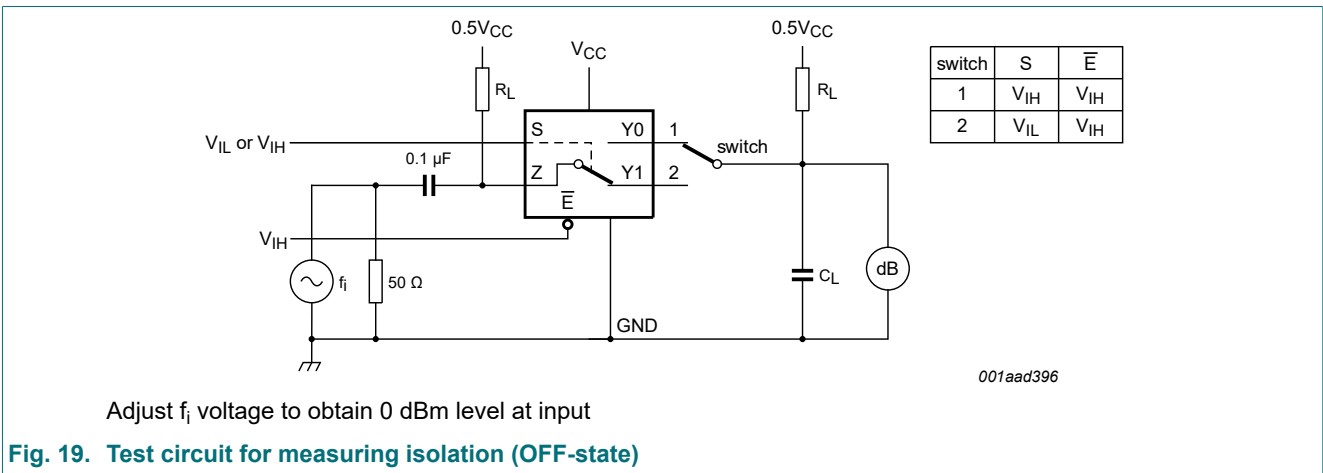 0.5VCC
0.5VCC
VCC
RL
RL
switch S E̅
1 VIH VIH
2 VIL VIH
VIL or VIH
S
Y0
1
switch
0.1 µF
Z
Y1
2
E̅
VIH
fi
50 Ω
CL
dB
GND
001aad396
Adjust fi voltage to obtain 0 dBm level at input
Fig. 19. Test circuit for measuring isolation (OFF-state)